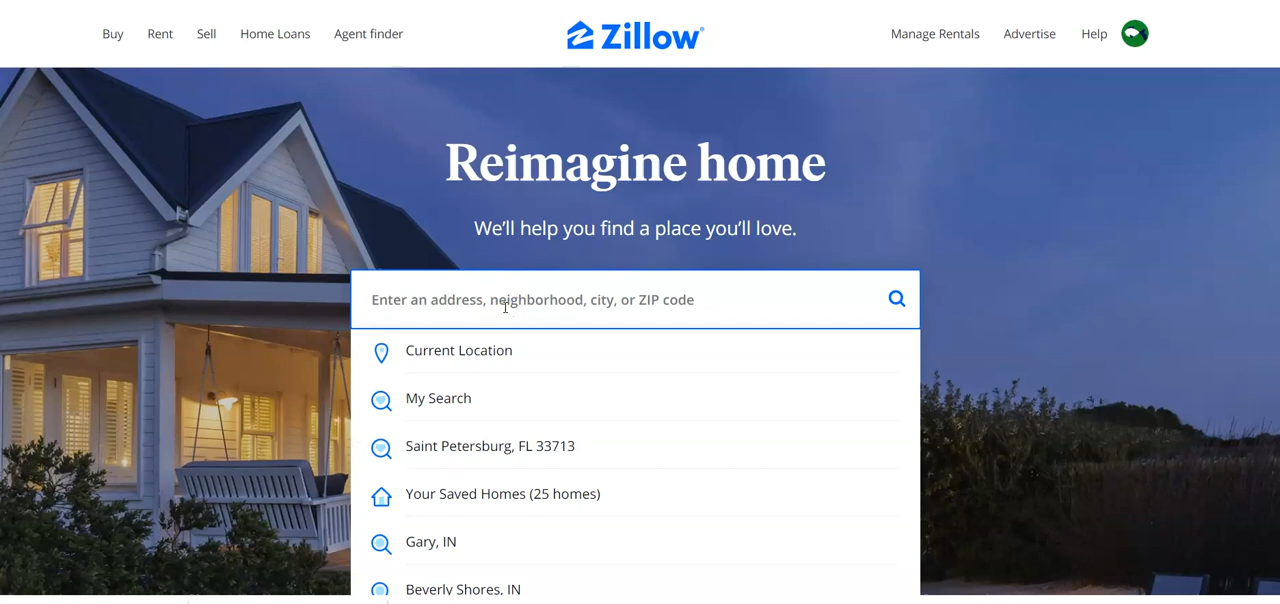 Buy Rent Sell Home Loans Agent finder Zillow® Manage Rentals Advertise Help
Reimagine home
We'll help you find a place you'll love.
Enter an address, neighborhood, city, or ZIP code
Current Location
My Search
Saint Petersburg, FL 33713
Your Saved Homes (25 homes)
Gary, IN
Beverly Shores, IN